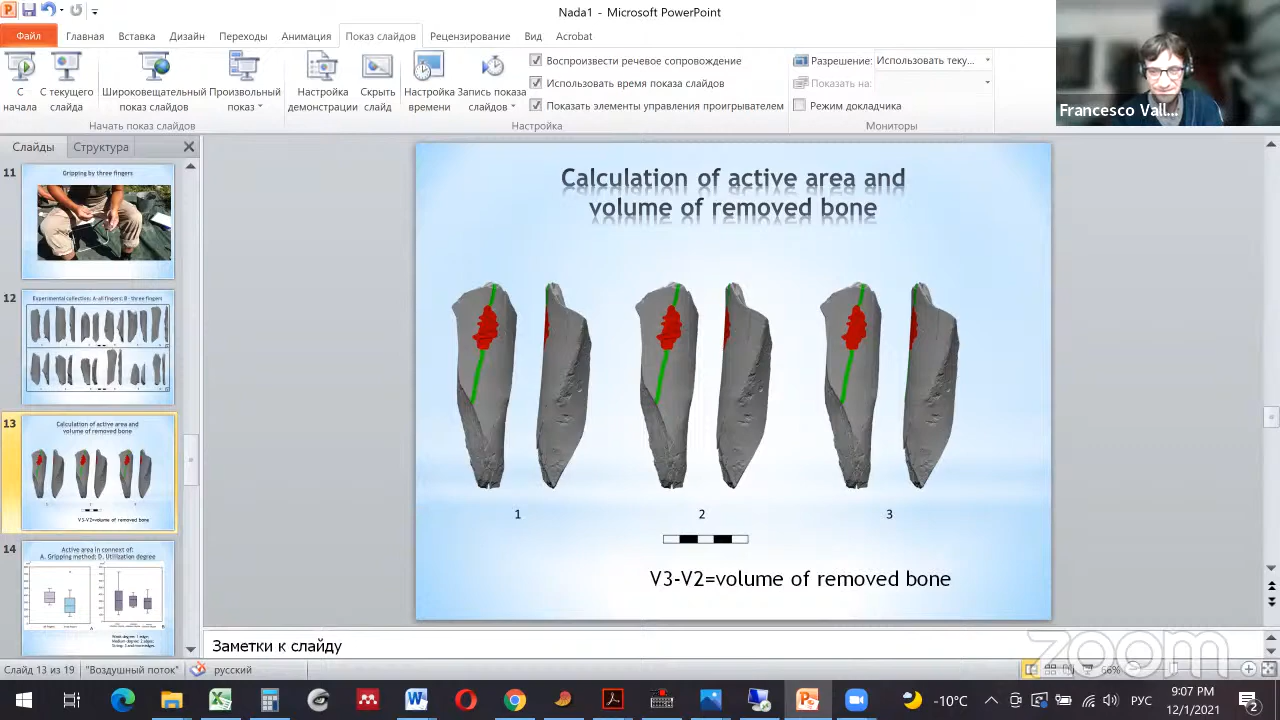 Nada1 - Microsoft PowerPoint
Файл Главная Вставка Дизайн Переходы Анимация Показ слайдов Рецензирование Вид Acrobat
С начала
С текущего слайда
Широковещательный показ слайдов
Произвольный показ
Начать показ слайдов
Настройка демонстрации
Скрыть слайд
Настройка времени
Запись показа слайдов
Воспроизвести речевое сопровождение
Использовать время показа слайдов
Показать элементы управления проигрывателем
Настройка
Разрешение: Использовать теку...
Показать на:
Режим докладчика
Мониторы
Francesco Vall...
Слайды Структура
11
Gripping by three fingers
12
Experimental collection: A-all fingers; B- three fingers
13
Calculation of active area and
volume of removed bone
1 2 3
V3-V2=volume of removed bone
14
Active area in connext of:
A. Gripping method; D. Utilization degree
A
B
Calculation of active area and
volume of removed bone
1 2 3
V3-V2=volume of removed bone
Заметки к слайду
zoom
Слайд 13 из 19 "Воздушный поток" русский 66%
-10°C РУС 9:07 PM
12/1/2021
2